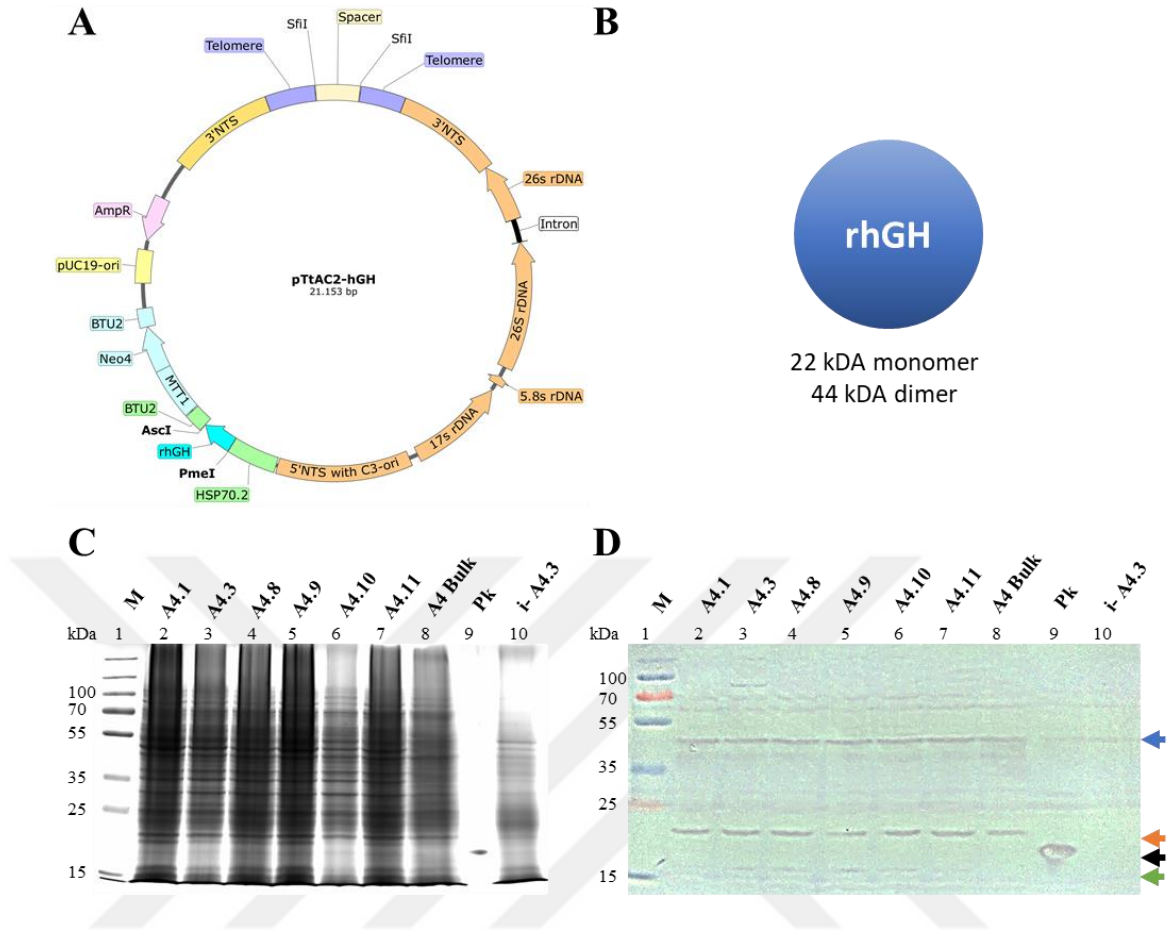 A
B
Spacer
SfiI
SfiI
Telomere
Telomere
3'NTS
3'NTS
26s rDNA
AmpR
Intron
pUC19-ori
pTtAC2-hGH
21.153 bp
26S rDNA
BTU2
Neo4
MTT1
5.8s rDNA
BTU2
AscI
17s rDNA
rhGH
PmeI
5'NTS with C3-ori
HSP70.2
rhGH
22 kDA monomer
44 kDA dimer
C
M A4.1 A4.3 A4.8 A4.9 A4.10 A4.11 A4 Bulk Pk i- A4.3
kDa 1 2 3 4 5 6 7 8 9 10
100
70
55
35
25
15
D
M A4.1 A4.3 A4.8 A4.9 A4.10 A4.11 A4 Bulk Pk i- A4.3
kDa 1 2 3 4 5 6 7 8 9 10
100
70
55
35
25
15